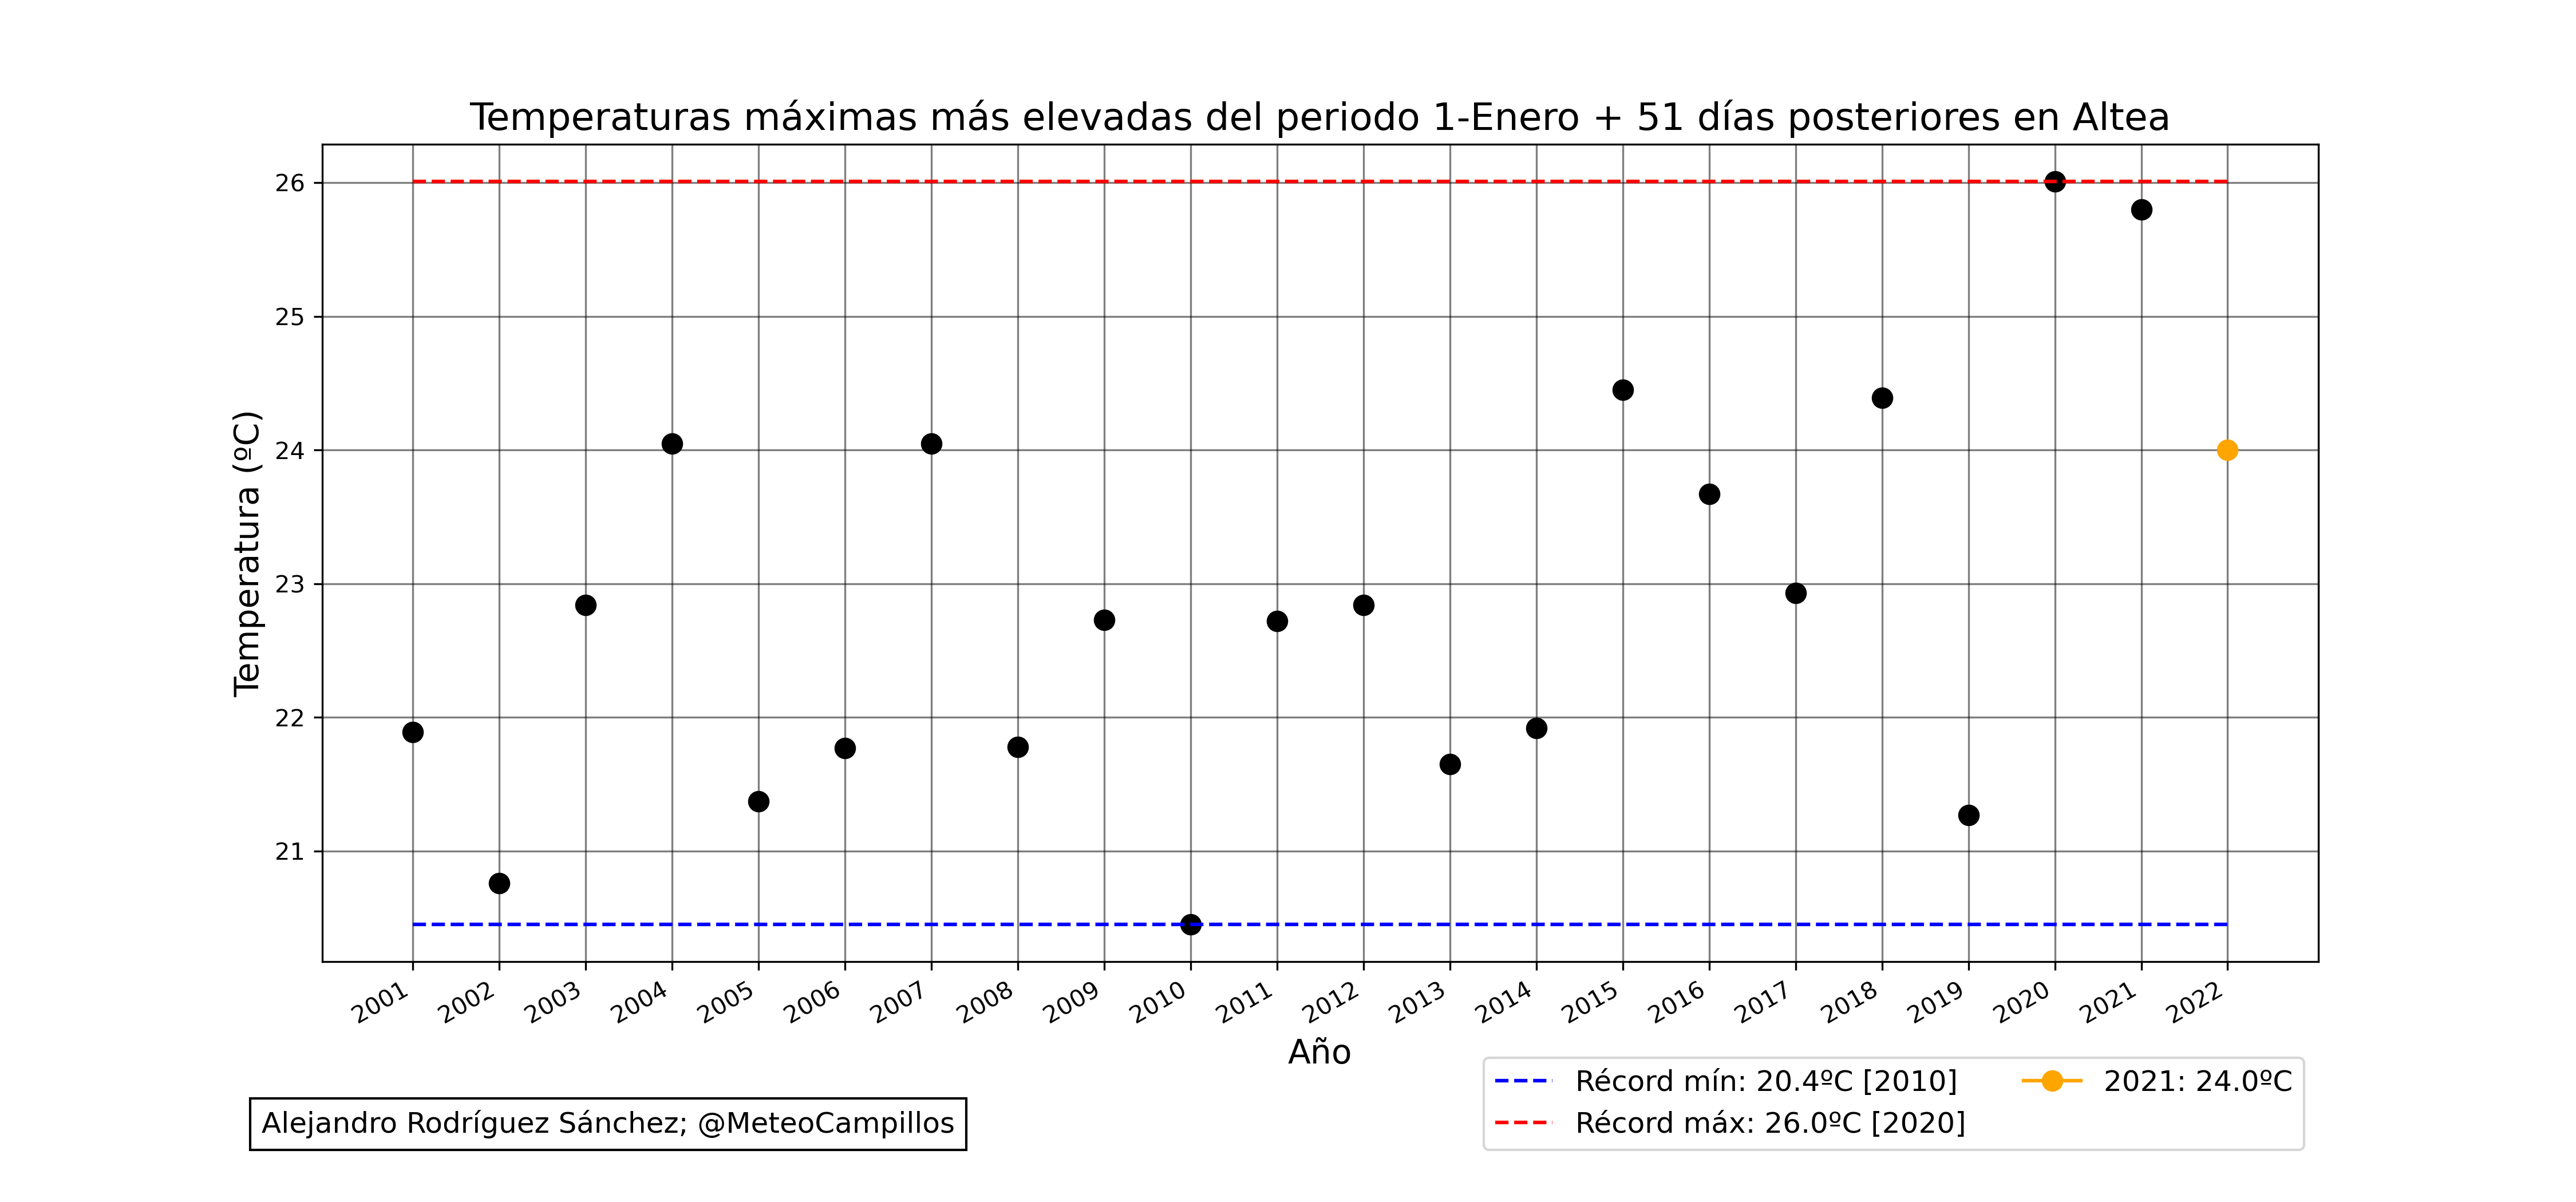 Temperaturas máximas más elevadas del periodo 1-Enero + 51 días posteriores en Altea
Temperatura (ºC)
26
25
24
23
22
21
2001 2002 2003 2004 2005 2006 2007 2008 2009 2010 2011 2012 2013 2014 2015 2016 2017 2018 2019 2020 2021 2022
Año
Récord mín: 20.4ºC [2010]
Récord máx: 26.0ºC [2020]
2021: 24.0ºC
Alejandro Rodríguez Sánchez; @MeteoCampillos